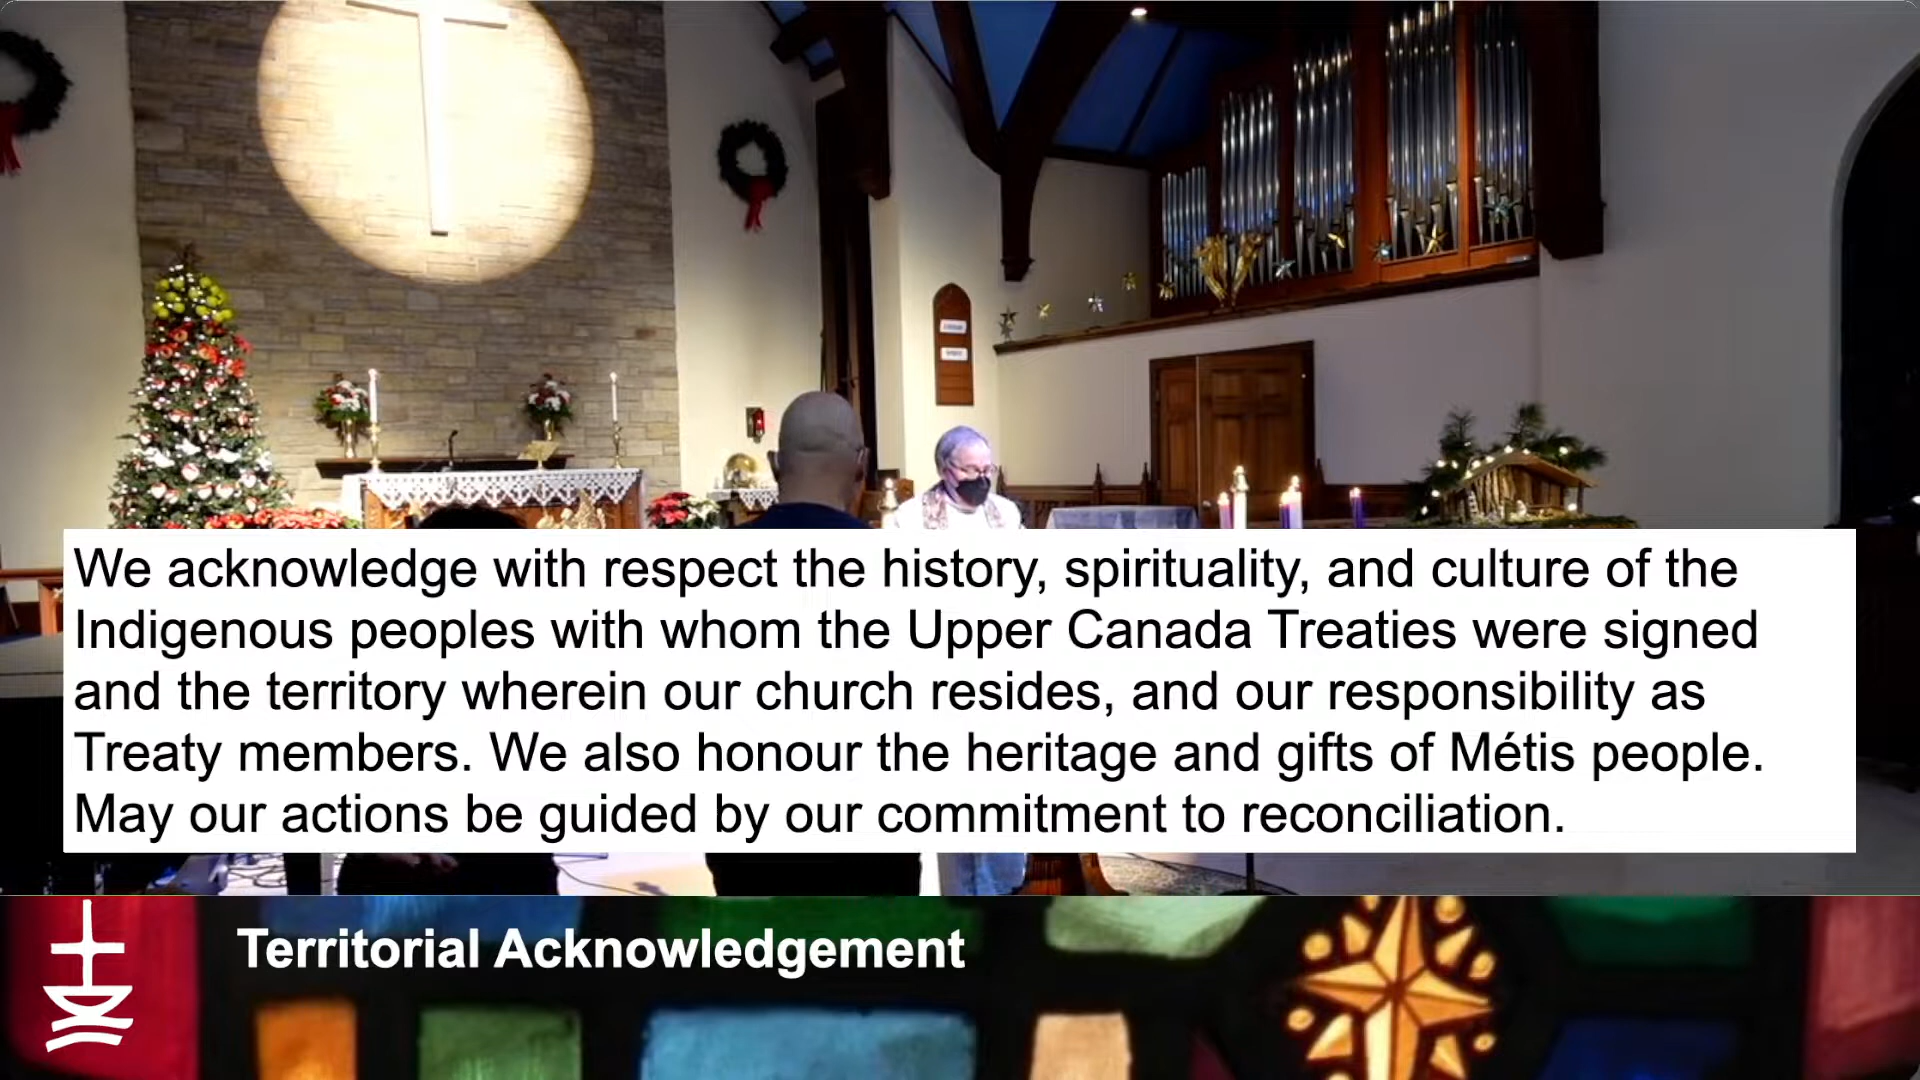 We acknowledge with respect the history, spirituality, and culture of the
Indigenous peoples with whom the Upper Canada Treaties were signed
and the territory wherein our church resides, and our responsibility as
Treaty members. We also honour the heritage and gifts of Métis people.
May our actions be guided by our commitment to reconciliation.
Territorial Acknowledgement